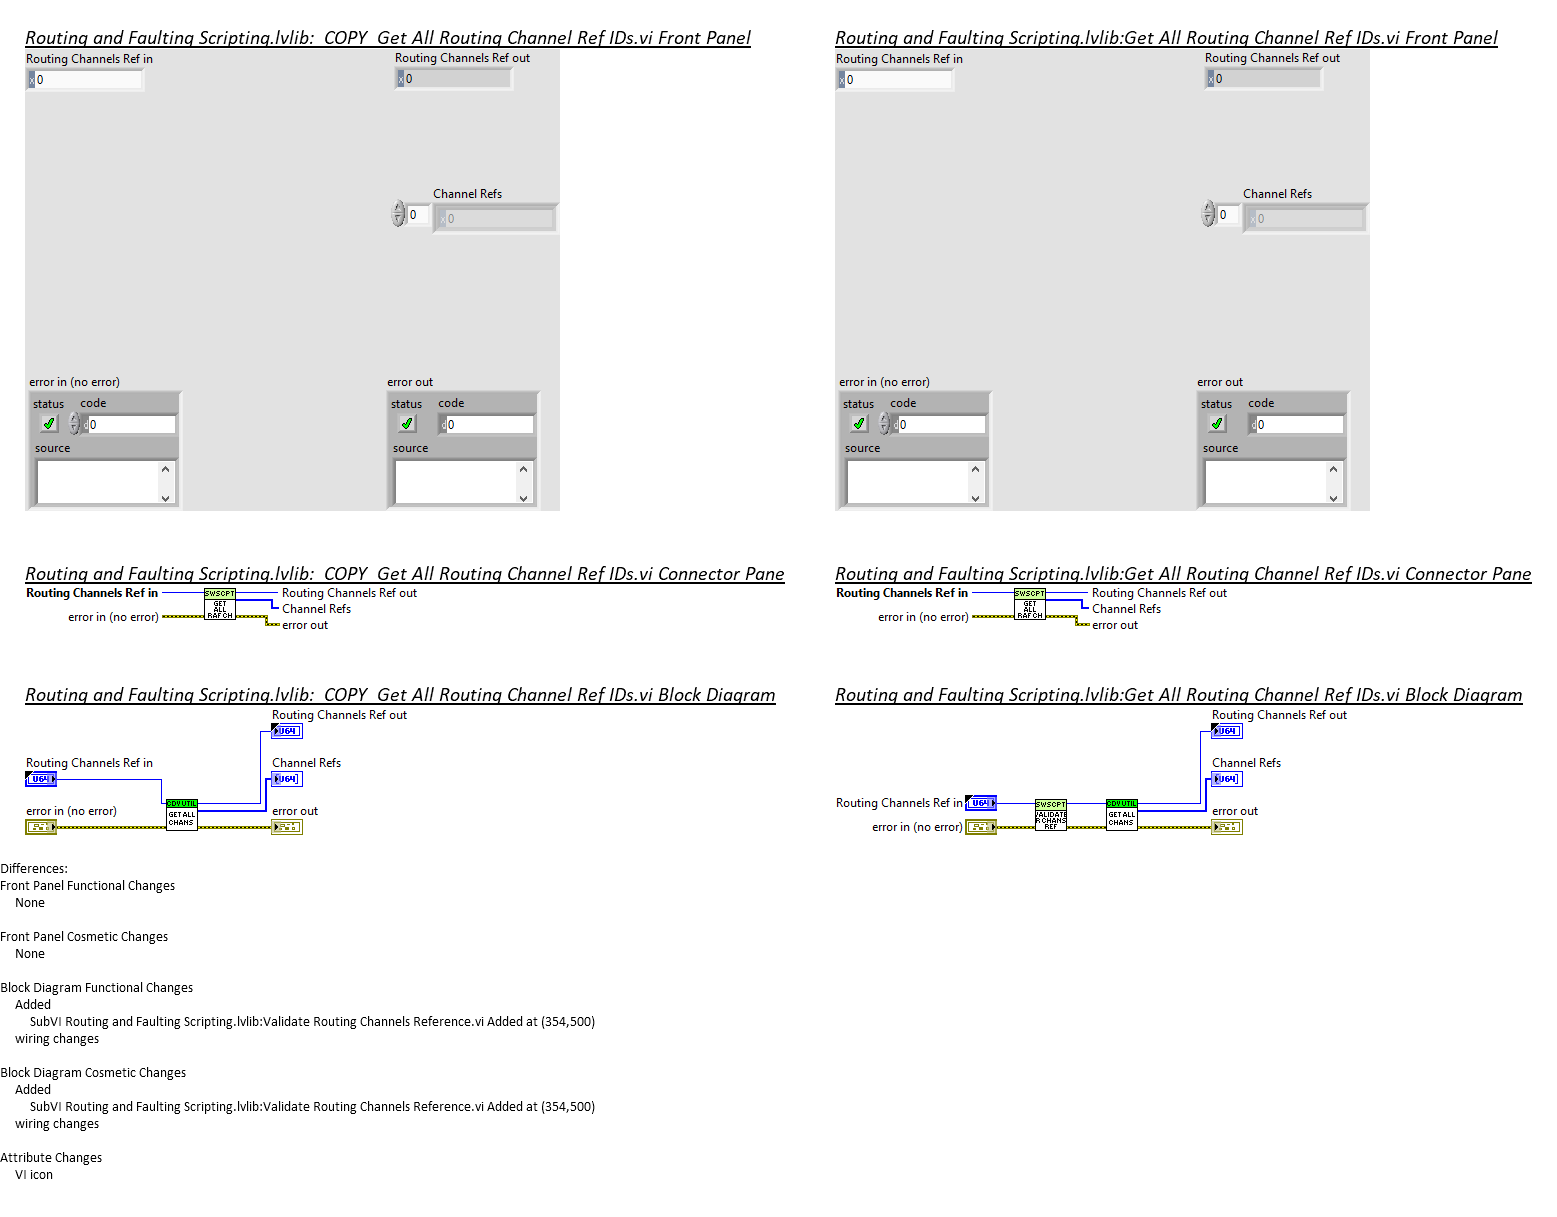 Routing and Faulting Scripting.lvlib:_COPY_Get All Routing Channel Ref IDs.vi Front Panel
Routing Channels Ref in
x 0
Routing Channels Ref out
x 0
Channel Refs
0
x 0
error in (no error)
status
code
d 0
source
error out
status
code
d 0
source
Routing and Faulting Scripting.lvlib:Get All Routing Channel Ref IDs.vi Front Panel
Routing Channels Ref in
x 0
Routing Channels Ref out
x 0
Channel Refs
0
x 0
error in (no error)
status
code
d 0
source
error out
status
code
d 0
source
Routing and Faulting Scripting.lvlib:_COPY_Get All Routing Channel Ref IDs.vi Connector Pane
Routing Channels Ref in
error in (no error)
SWSCPT
GET
ALL
RAF CH
Routing Channels Ref out
Channel Refs
error out
Routing and Faulting Scripting.lvlib:Get All Routing Channel Ref IDs.vi Connector Pane
Routing Channels Ref in
error in (no error)
SWSCPT
GET
ALL
RAF CH
Routing Channels Ref out
Channel Refs
error out
Routing and Faulting Scripting.lvlib:_COPY_Get All Routing Channel Ref IDs.vi Block Diagram
Routing Channels Ref out
U64
Routing Channels Ref in
U64
Channel Refs
U64]
error in (no error)
CDVUTIL
GET ALL
CHANS
error out
Routing and Faulting Scripting.lvlib:Get All Routing Channel Ref IDs.vi Block Diagram
Routing Channels Ref out
U64
Channel Refs
U64]
Routing Channels Ref in
U64
error in (no error)
SWSCPT
VALIDATE
R CHANS
REF
CDVUTIL
GET ALL
CHANS
error out
Differences:
Front Panel Functional Changes
None
Front Panel Cosmetic Changes
None
Block Diagram Functional Changes
Added
SubVI Routing and Faulting Scripting.lvlib:Validate Routing Channels Reference.vi Added at (354,500)
wiring changes
Block Diagram Cosmetic Changes
Added
SubVI Routing and Faulting Scripting.lvlib:Validate Routing Channels Reference.vi Added at (354,500)
wiring changes
Attribute Changes
VI icon